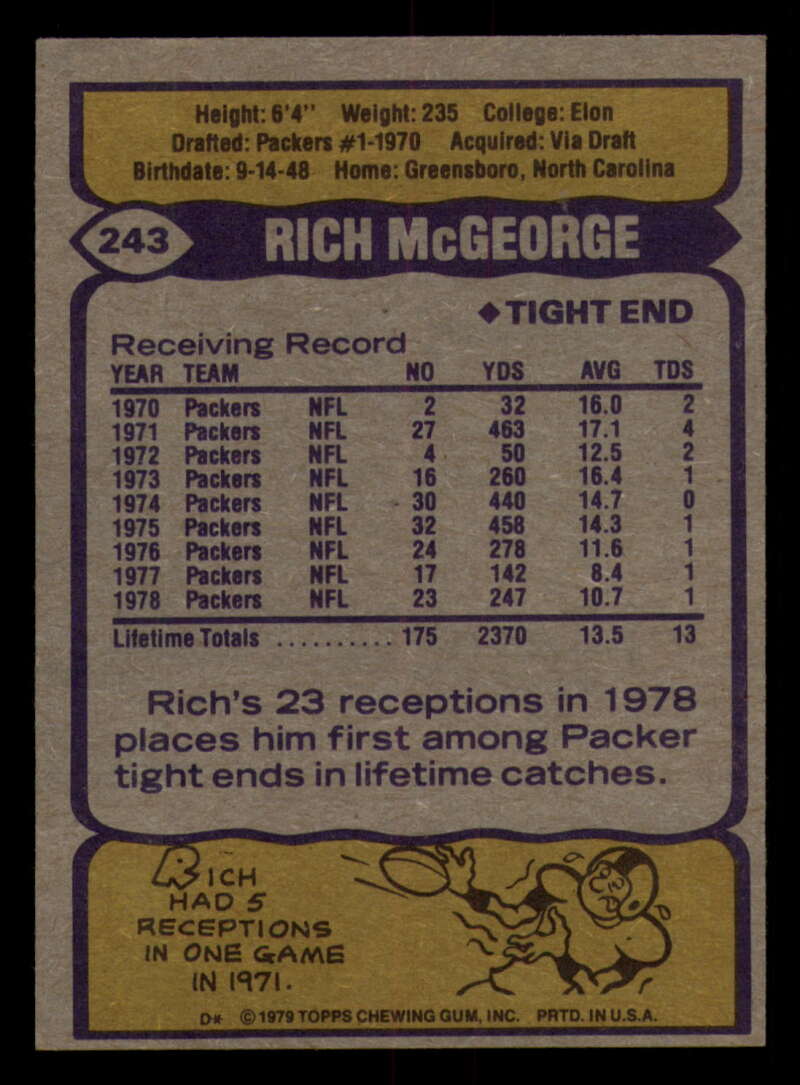 Height: 6'4" Weight: 235 College: Elon
Drafted: Packers #1-1970 Acquired: Via Draft
Birthdate: 9-14-48 Home: Greensboro, North Carolina
243 RICH McGEORGE
◆TIGHT END
Receiving Record
YEAR TEAM NO YDS AVG TDS
1970 Packers NFL 2 32 16.0 2
1971 Packers NFL 27 463 17.1 4
1972 Packers NFL 4 50 12.5 2
1973 Packers NFL 16 260 16.4 1
1974 Packers NFL 30 440 14.7 0
1975 Packers NFL 32 458 14.3 1
1976 Packers NFL 24 278 11.6 1
1977 Packers NFL 17 142 8.4 1
1978 Packers NFL 23 247 10.7 1
Lifetime Totals .......... 175 2370 13.5 13
Rich's 23 receptions in 1978
places him first among Packer
tight ends in lifetime catches.
RICH
HAD 5
RECEPTIONS
IN ONE GAME
IN 1971.
D* © 1979 TOPPS CHEWING GUM, INC. PRTD. IN U.S.A.